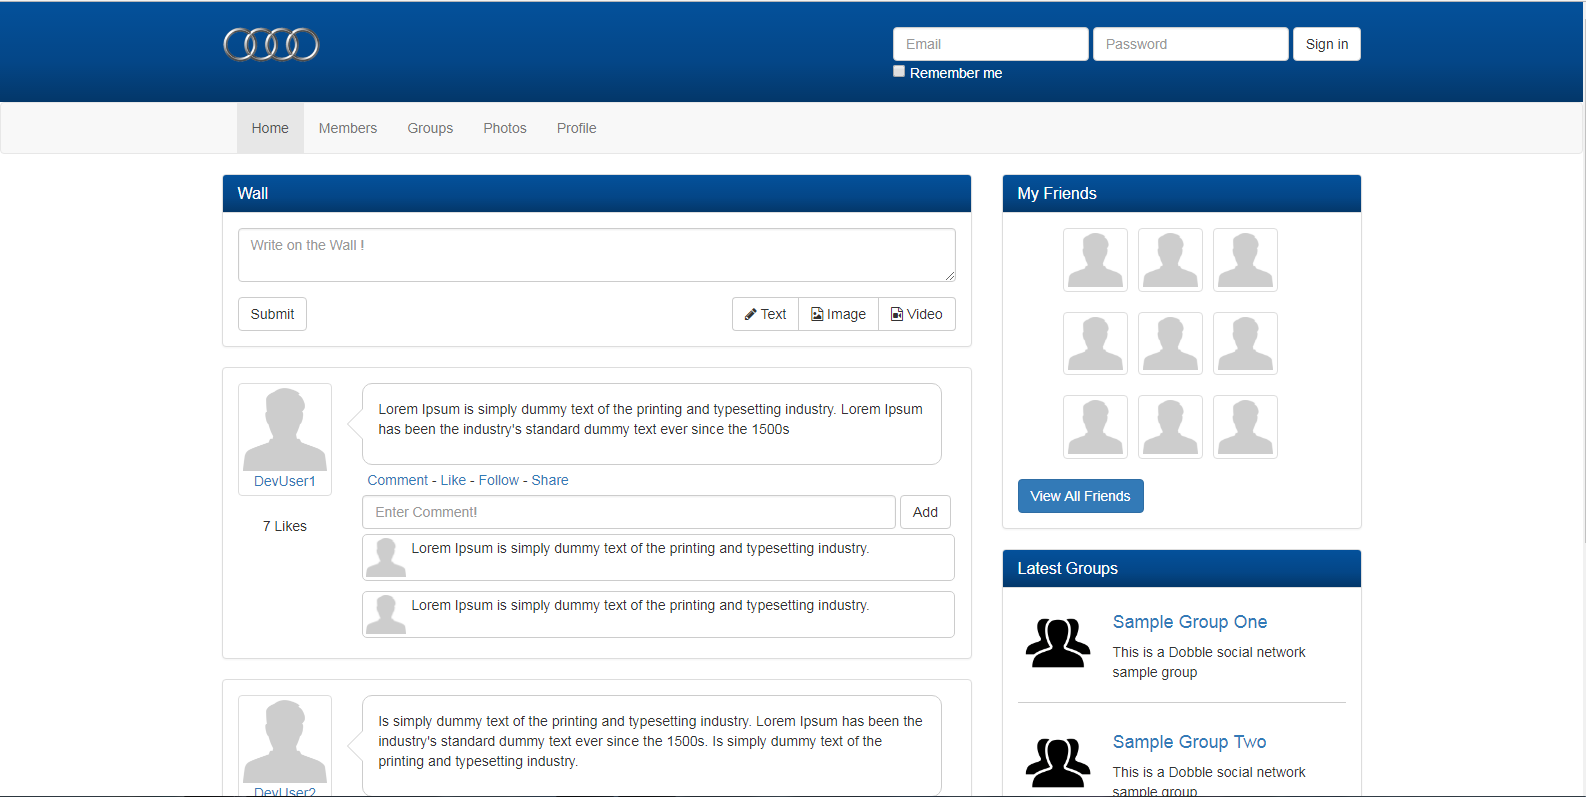 Email
Password
Sign in
Remember me
Home
Members
Groups
Photos
Profile
Wall
Write on the Wall !
Submit
Text
Image
Video
Lorem Ipsum is simply dummy text of the printing and typesetting industry. Lorem Ipsum
has been the industry's standard dummy text ever since the 1500s
DevUser1
7 Likes
Comment - Like - Follow - Share
Enter Comment!
Add
Lorem Ipsum is simply dummy text of the printing and typesetting industry.
Lorem Ipsum is simply dummy text of the printing and typesetting industry.
Is simply dummy text of the printing and typesetting industry. Lorem Ipsum has been the
industry's standard dummy text ever since the 1500s. Is simply dummy text of the
printing and typesetting industry.
DevUser2
My Friends
View All Friends
Latest Groups
Sample Group One
This is a Dobble social network
sample group
Sample Group Two
This is a Dobble social network
sample group